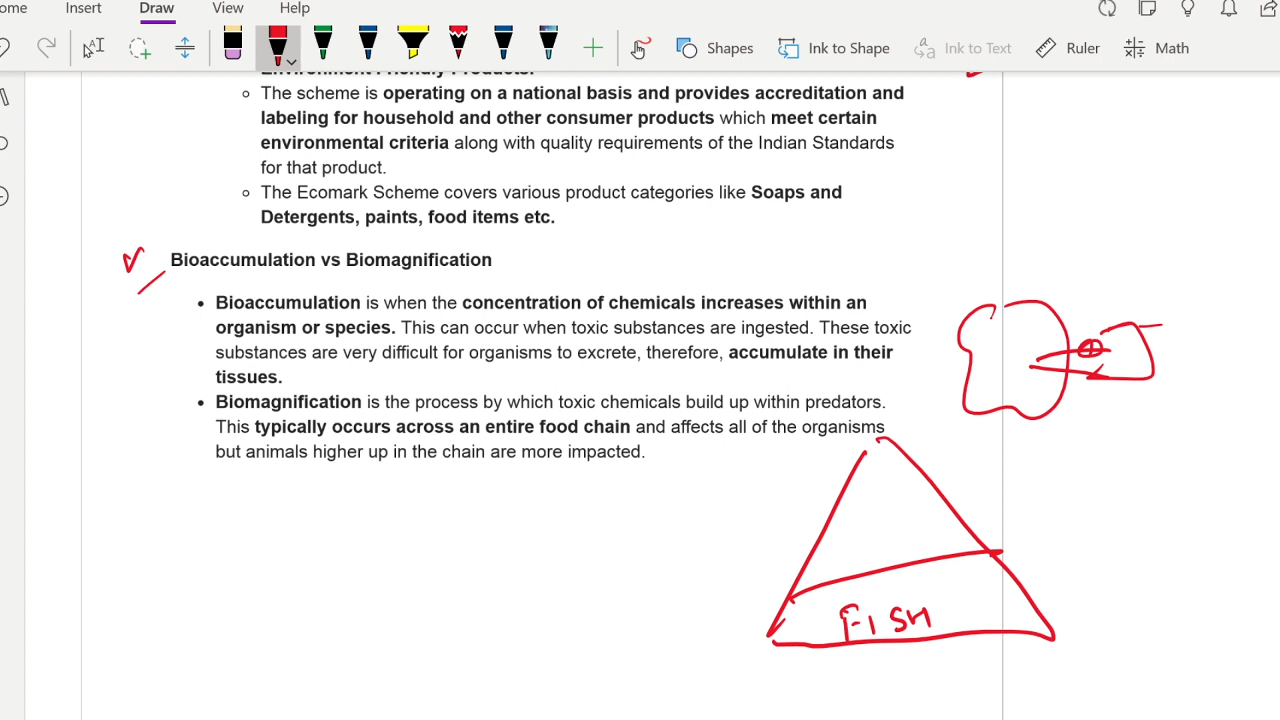 ome Insert Draw View Help
Shapes Ink to Shape Ink to Text Ruler Math
Environment Friendly Products.
○ The scheme is operating on a national basis and provides accreditation and
labeling for household and other consumer products which meet certain
environmental criteria along with quality requirements of the Indian Standards
for that product.
○ The Ecomark Scheme covers various product categories like Soaps and
Detergents, paints, food items etc.
Bioaccumulation vs Biomagnification
• Bioaccumulation is when the concentration of chemicals increases within an
organism or species. This can occur when toxic substances are ingested. These toxic
substances are very difficult for organisms to excrete, therefore, accumulate in their
tissues.
• Biomagnification is the process by which toxic chemicals build up within predators.
This typically occurs across an entire food chain and affects all of the organisms
but animals higher up in the chain are more impacted.
FISH